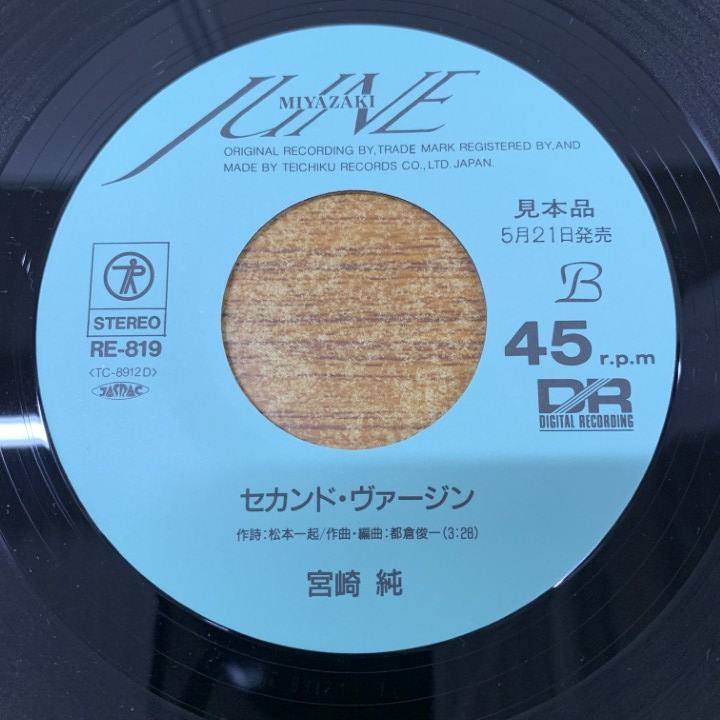 JUNE
MIYAZAKI
ORIGINAL RECORDING BY, TRADE MARK REGISTERED BY, AND
MADE BY TEICHIKU RECORDS CO., LTD. JAPAN.
見本品
5月21日発売
B
STEREO
RE-819
<TC-8912D>
JASRAC
45 r.p.m
DR
DIGITAL RECORDING
セカンド・ヴァージン
作詩:松本一起/作曲・編曲:都倉俊一(3:28)
宮崎 純